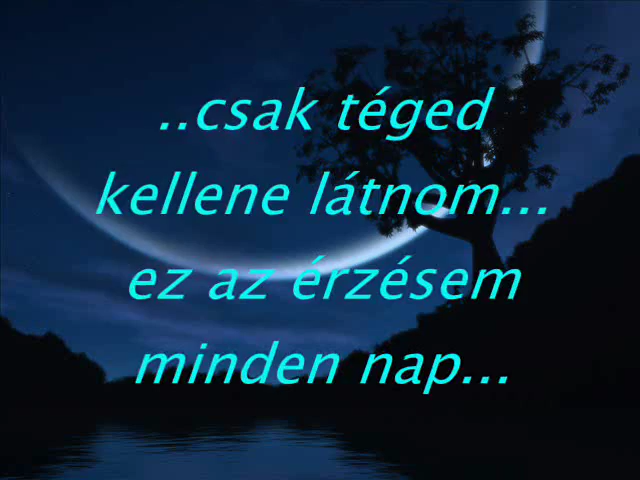 ..csak téged
kellene látnom...
ez az érzésem
minden nap...